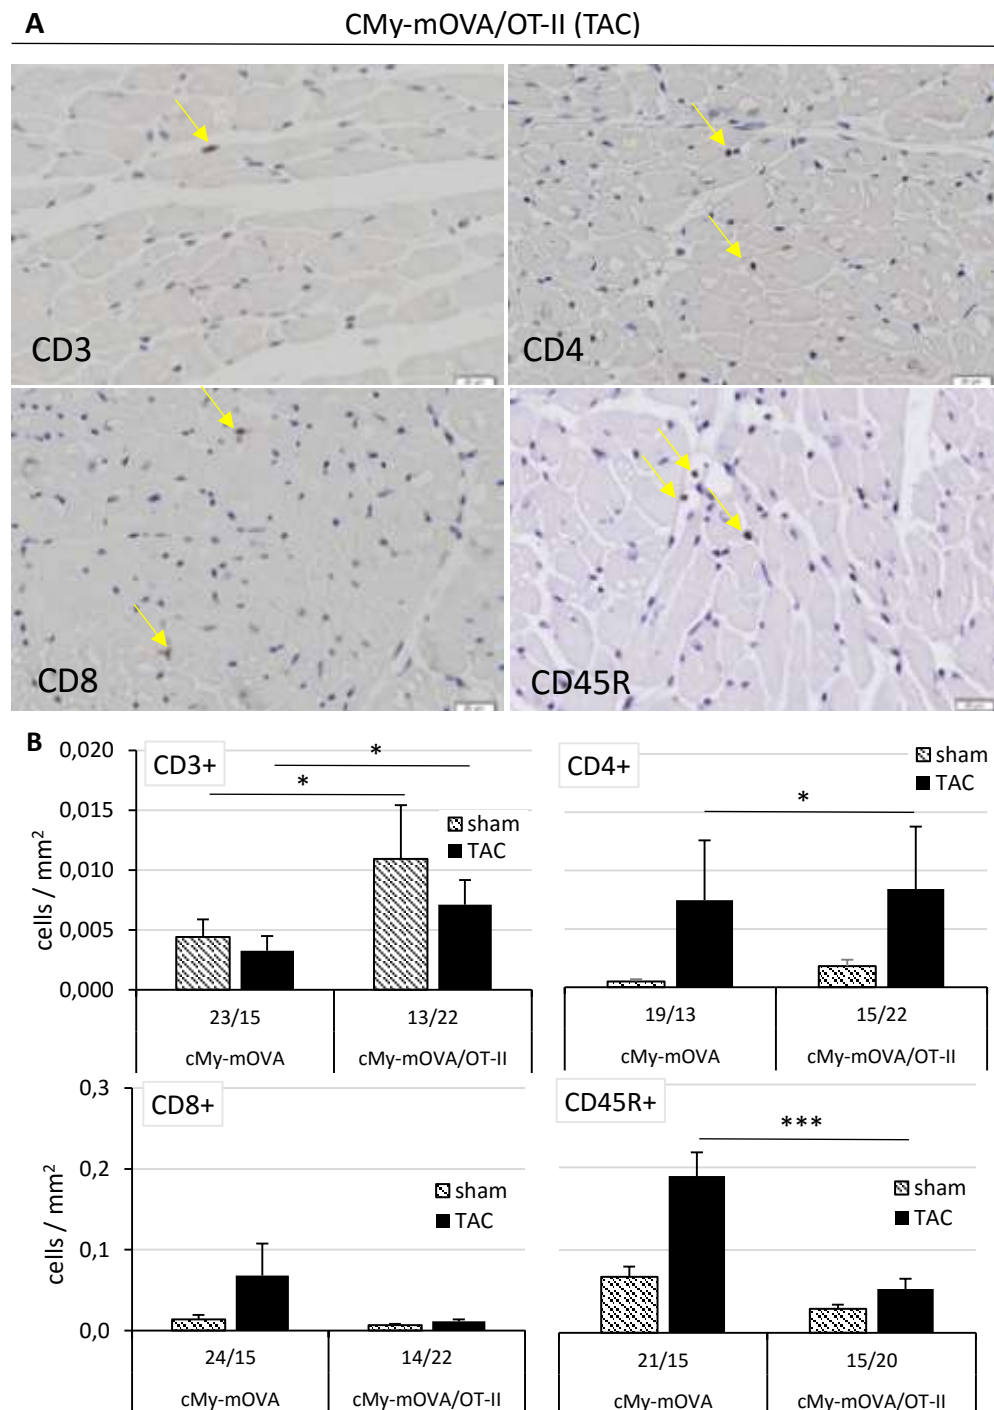 A
CMy-mOVA/OT-II (TAC)
CD3
CD4
CD8
CD45R
B
0,020
0,015
0,010
0,005
0,000
cells / mm²
CD3+
*
*
sham
TAC
23/15
13/22
cMy-mOVA
cMy-mOVA/OT-II
CD4+
sham
TAC
*
19/13
15/22
cMy-mOVA
cMy-mOVA/OT-II
0,3
0,2
0,1
0,0
cells / mm²
CD8+
sham
TAC
24/15
14/22
cMy-mOVA
cMy-mOVA/OT-II
CD45R+
***
sham
TAC
21/15
15/20
cMy-mOVA
cMy-mOVA/OT-II